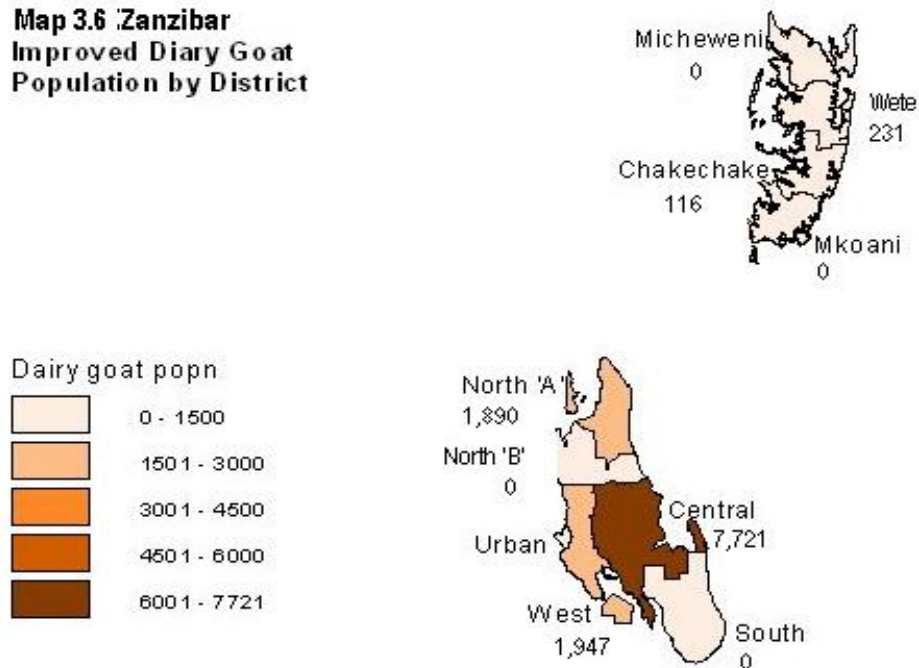 Map 3.6 Zanzibar
Improved Diary Goat
Population by District
Micheweni
0
Wete
231
Chakechake
116
Mkoani
0
Dairy goat popn
0 - 1500
1501 - 3000
3001 - 4500
4501 - 6000
6001 - 7721
North 'A'
1,890
North 'B'
0
Central
7,721
Urban
West
1,947
South
0